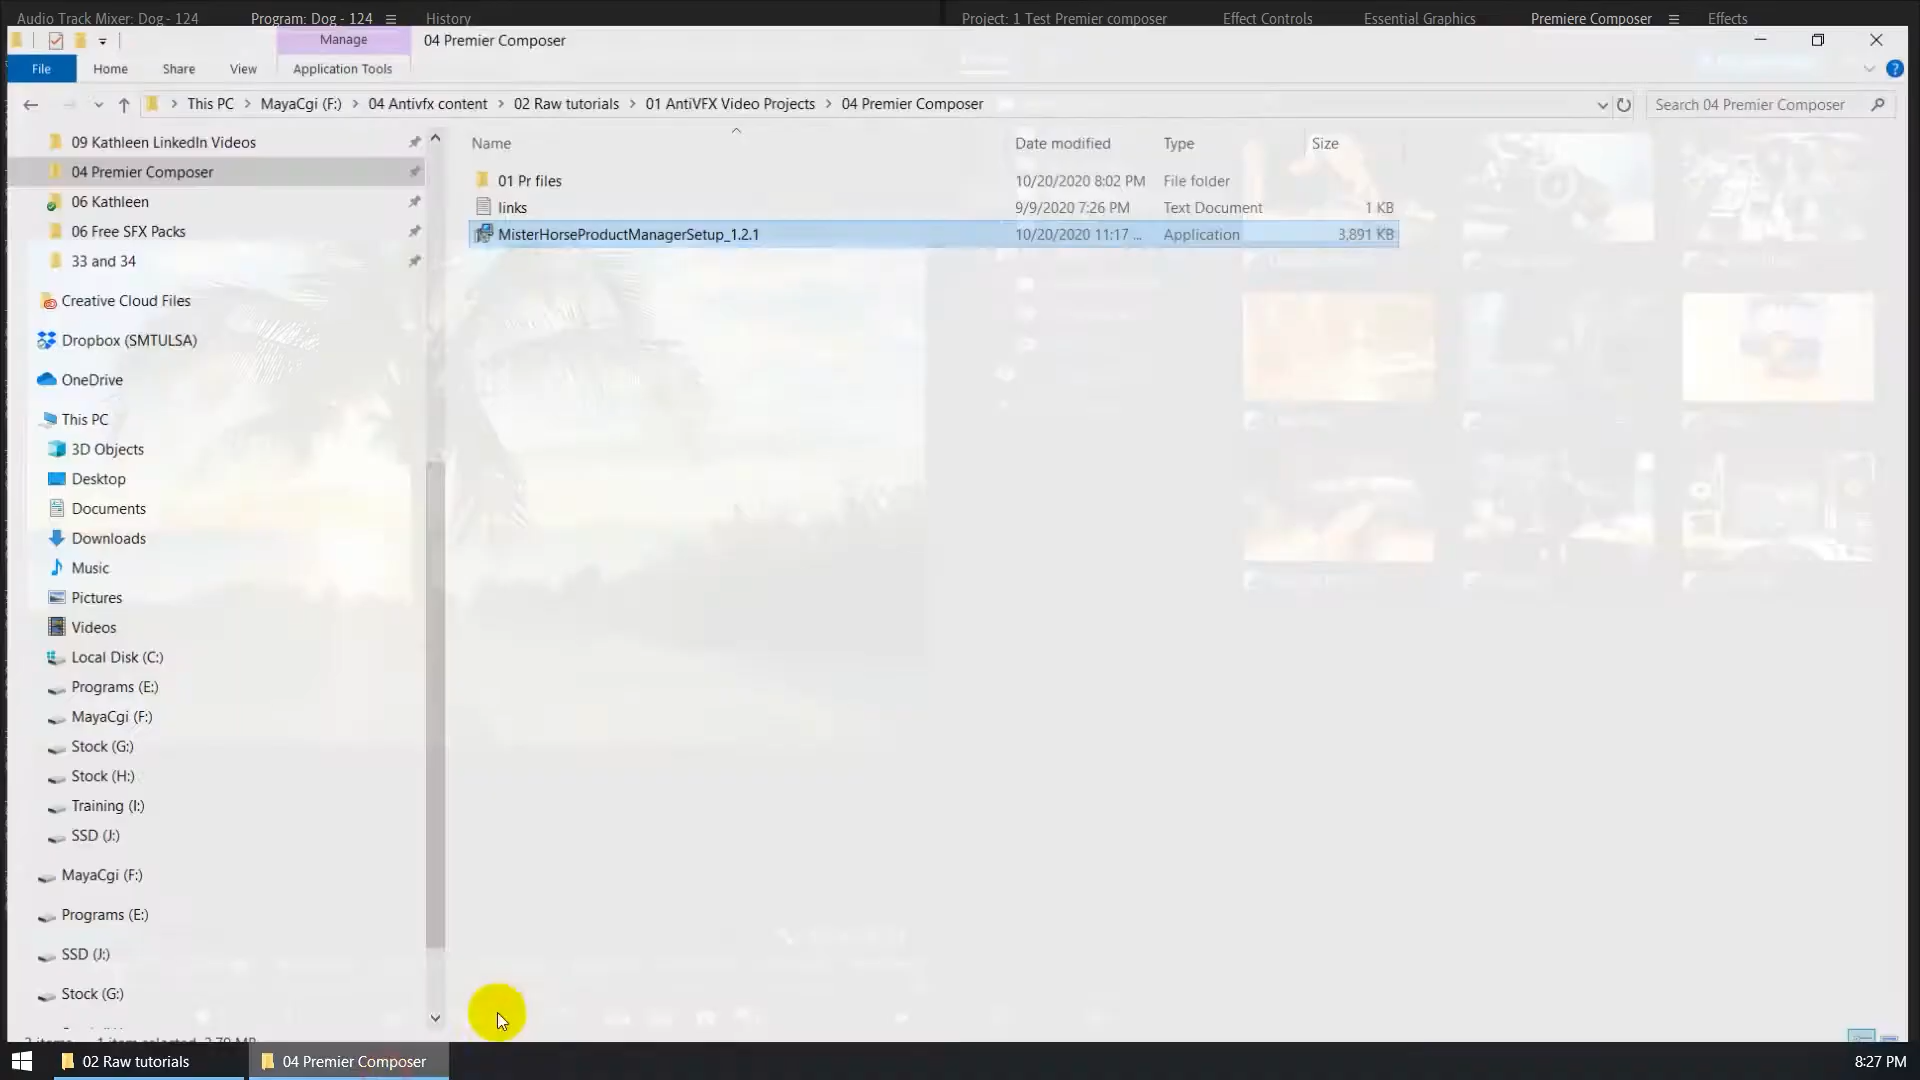 Audio Track Mixer: Dog - 124
Program: Dog - 124
History
Project: 1 Test Premier composer
Effect Controls
Essential Graphics
Premiere Composer
Effects
Manage
04 Premier Composer
File
Home
Share
View
Application Tools
This PC
MayaCgi (F:)
04 Antivfx content
02 Raw tutorials
01 AntiVFX Video Projects
04 Premier Composer
Search 04 Premier Composer
09 Kathleen LinkedIn Videos
04 Premier Composer
06 Kathleen
06 Free SFX Packs
33 and 34
Creative Cloud Files
Dropbox (SMTULSA)
OneDrive
This PC
3D Objects
Desktop
Documents
Downloads
Music
Pictures
Videos
Local Disk (C:)
Programs (E:)
MayaCgi (F:)
Stock (G:)
Stock (H:)
Training (I:)
SSD (J:)
MayaCgi (F:)
Programs (E:)
SSD (J:)
Stock (G:)
Name Date modified Type Size
01 Pr files 10/20/2020 8:02 PM File folder
links 9/9/2020 7:26 PM Text Document 1 KB
MisterHorseProductManagerSetup_1.2.1 10/20/2020 11:17 ... Application 3,891 KB
02 Raw tutorials
04 Premier Composer
8:27 PM